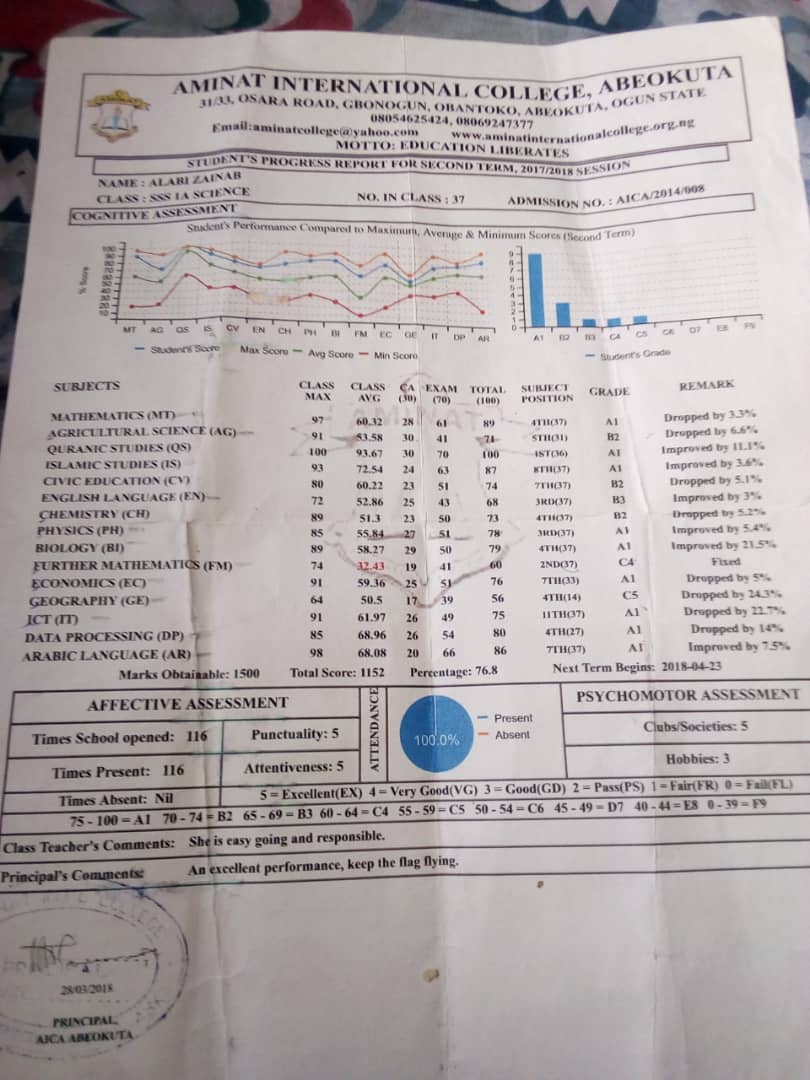 AMINAT INTERNATIONAL COLLEGE, ABEOKUTA
31/33, OSARA ROAD, GBONOGUN, OBANTOKO, ABEOKUTA, OGUN STATE
08054625424, 08069247377
Email:aminatcollege@yahoo.com www.aminatinternationalcollege.org.ng
MOTTO: EDUCATION LIBERATES
STUDENT'S PROGRESS REPORT FOR SECOND TERM, 2017/2018 SESSION
NAME : ALABI ZAINAB
CLASS : SSS 1A SCIENCE NO. IN CLASS : 37 ADMISSION NO. : AICA/2014/008
COGNITIVE ASSESSMENT
Student's Performance Compared to Maximum, Average & Minimum Scores (Second Term)
% Score
100
90
80
70
60
50
40
30
20
10
MT AG QS IS CV EN CH PH BI FM EC GE IT DP AR
Student's Score Max Score Avg Score Min Score
9
8
7
6
5
4
3
2
1
0
A1 B2 B3 C4 C5 C6 D7 E8 F9
Student's Grade
SUBJECTS CLASS MAX CLASS AVG CA (30) EXAM (70) TOTAL (100) SUBJECT POSITION GRADE REMARK
MATHEMATICS (MT) 97 60.32 28 61 89 4TH(37) A1 Dropped by 3.3%
AGRICULTURAL SCIENCE (AG) 91 53.58 30 41 71 5TH(31) B2 Dropped by 6.6%
QURANIC STUDIES (QS) 100 93.67 30 70 100 1ST(36) A1 Improved by 11.1%
ISLAMIC STUDIES (IS) 93 72.54 24 63 87 8TH(37) A1 Improved by 3.6%
CIVIC EDUCATION (CV) 80 60.22 23 51 74 7TH(37) B2 Dropped by 5.1%
ENGLISH LANGUAGE (EN) 72 52.86 25 43 68 3RD(37) B3 Improved by 3%
CHEMISTRY (CH) 89 51.3 23 50 73 4TH(37) B2 Dropped by 5.2%
PHYSICS (PH) 85 55.84 27 51 78 3RD(37) A1 Improved by 5.4%
BIOLOGY (BI) 89 58.27 29 50 79 4TH(37) A1 Improved by 21.5%
FURTHER MATHEMATICS (FM) 74 32.43 19 41 60 2ND(37) C4 Fixed
ECONOMICS (EC) 91 59.36 25 51 76 7TH(33) A1 Dropped by 5%
GEOGRAPHY (GE) 64 50.5 17 39 56 4TH(14) C5 Dropped by 24.3%
ICT (IT) 91 61.97 26 49 75 11TH(37) A1 Dropped by 22.7%
DATA PROCESSING (DP) 85 68.96 26 54 80 4TH(27) A1 Dropped by 14%
ARABIC LANGUAGE (AR) 98 68.08 20 66 86 7TH(37) A1 Improved by 7.5%
Marks Obtainable: 1500 Total Score: 1152 Percentage: 76.8 Next Term Begins: 2018-04-23
AFFECTIVE ASSESSMENT
Times School opened: 116 Punctuality: 5
Times Present: 116 Attentiveness: 5
Times Absent: Nil
ATTENDANCE
100.0%
Present
Absent
PSYCHOMOTOR ASSESSMENT
Clubs/Societies: 5
Hobbies: 3
5 = Excellent(EX) 4 = Very Good(VG) 3 = Good(GD) 2 = Pass(PS) 1 = Fair(FR) 0 = Fail(FL)
75 - 100 = A1 70 - 74 = B2 65 - 69 = B3 60 - 64 = C4 55 - 59 = C5 50 - 54 = C6 45 - 49 = D7 40 - 44 = E8 0 - 39 = F9
Class Teacher's Comments: She is easy going and responsible.
Principal's Comments: An excellent performance, keep the flag flying.
COLLEGE
28/03/2018
PRINCIPAL,
AICA ABEOKUTA